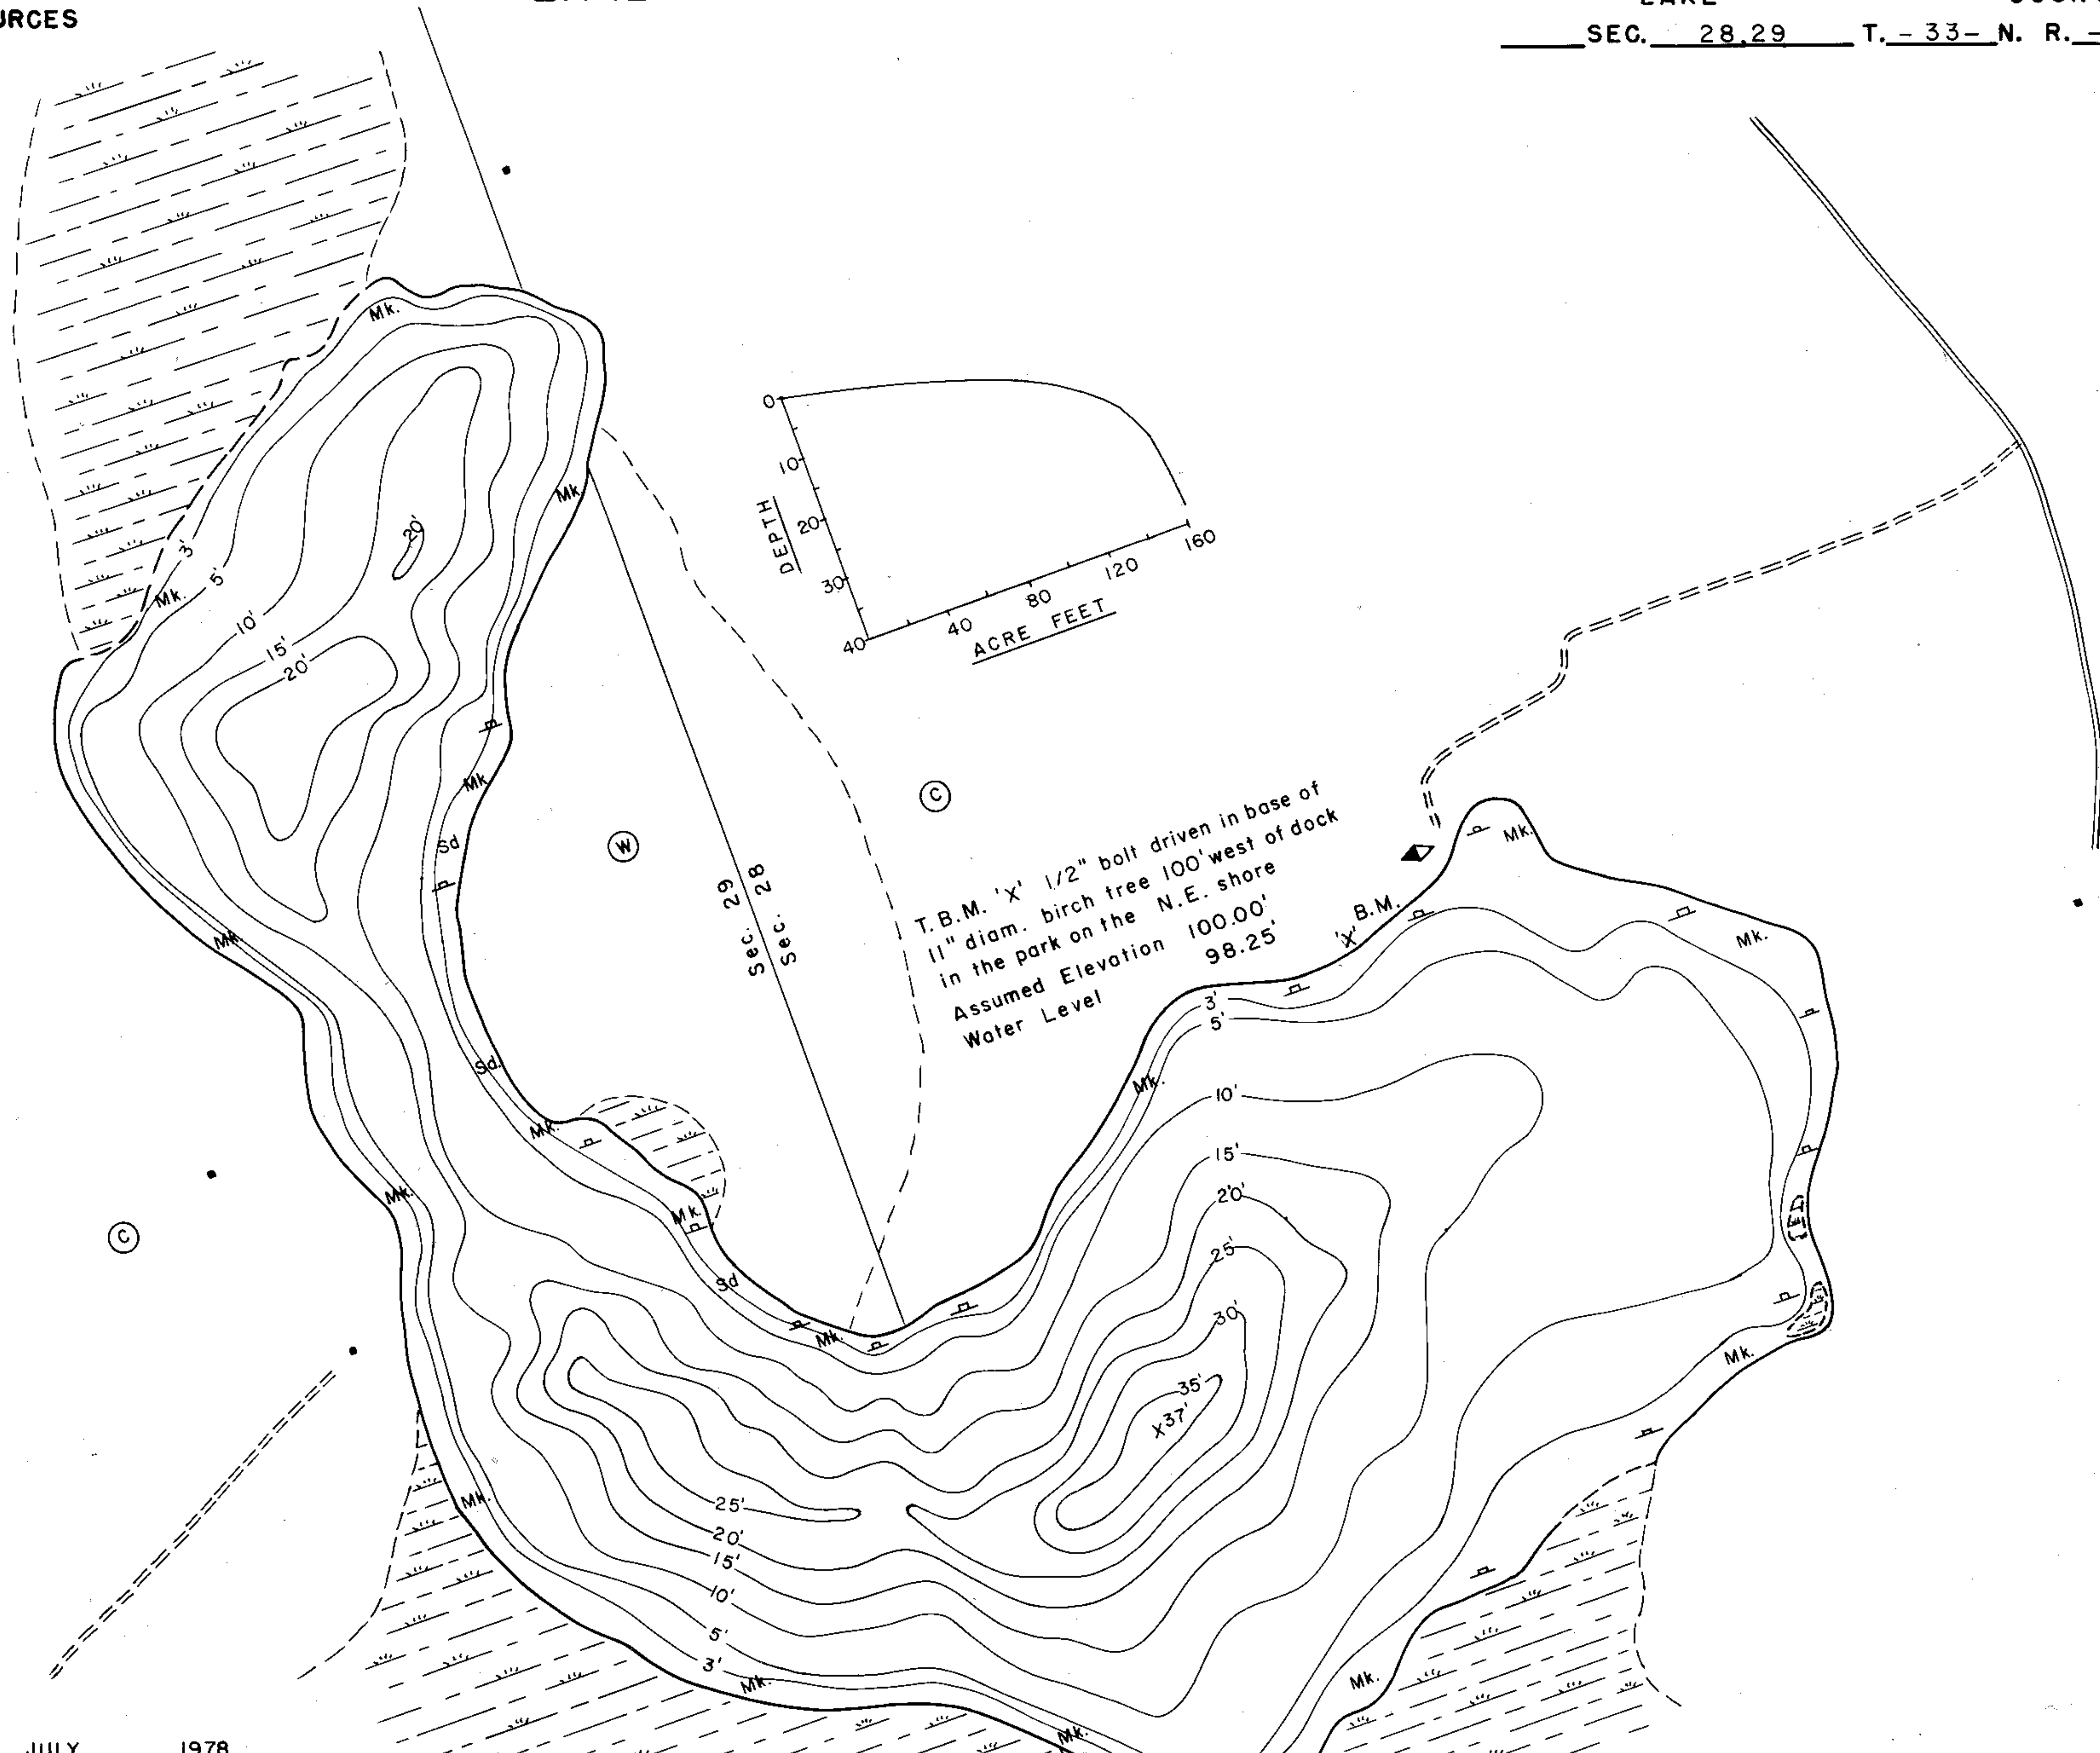 SEC. 28,29 T. -33- N. R. -
Mk.
Mk.
20'
3'
5'
Mk.
10'
15'
20'
Mk
Sd
Mk.
Sd.
Mk.
Mk.
Mk.
Sd
Mk.
0
10
20
30
40
DEPTH
40
80
120
160
ACRE FEET
W
C
Sec. 29
Sec. 28
T.B.M. 'X' 1/2" bolt driven in base of
11" diam. birch tree 100' west of dock
in the park on the N.E. shore
Assumed Elevation 100.00'
Water Level 98.25'
'X' B.M.
Mk.
Mk.
3'
5'
Mk.
10'
15'
20'
25'
30'
35'
X37'
Mk.
C
Mk.
25'
20'
15'
10'
5'
3'
Mk.
Mk.
Mk.
JULY 1978